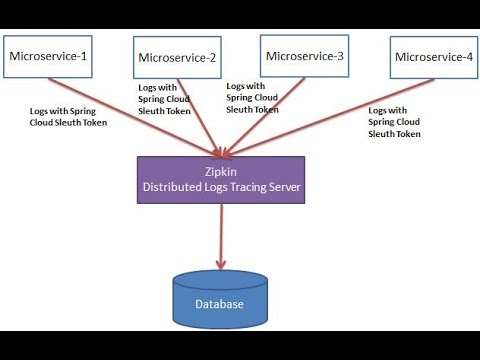 Microservice-1
Microservice-2
Microservice-3
Microservice-4
Logs with Spring
Cloud Sleuth Token
Logs with
Spring Cloud
Sleuth Token
Logs with
Spring Cloud
Sleuth Token
Logs with
Spring Cloud
Sleuth Token
Zipkin
Distributed Logs Tracing Server
Database